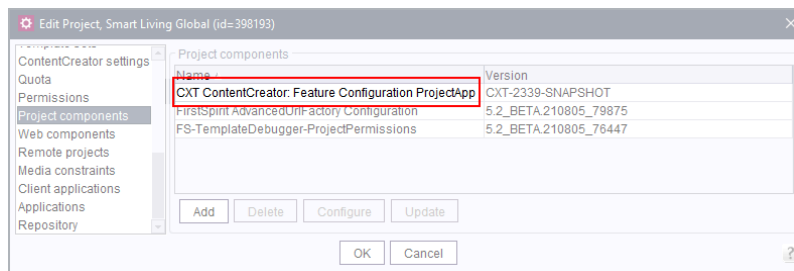 Edit Project, Smart Living Global (id=398193)
ContentCreator settings
Quota
Permissions
Project components
Web components
Remote projects
Media constraints
Client applications
Applications
Repository
Project components
Name Version
CXT ContentCreator: Feature Configuration ProjectApp CXT-2339-SNAPSHOT
FirstSpirit AdvancedUrlFactory Configuration 5.2_BETA.210805_79875
FS-TemplateDebugger-ProjectPermissions 5.2_BETA.210805_76447
Add Delete Configure Update
OK Cancel
?